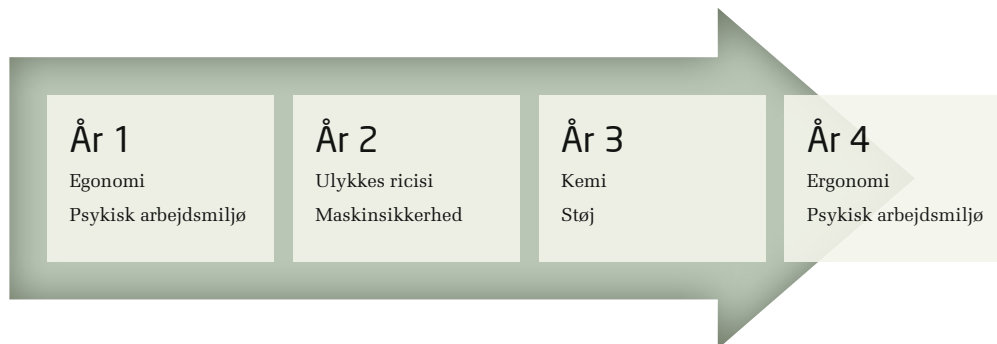 År 1
Egonomi
Psykisk arbejdsmiljø
År 2
Ulykkes ricisi
Maskinsikkerhed
År 3
Kemi
Støj
År 4
Ergonomi
Psykisk arbejdsmiljø